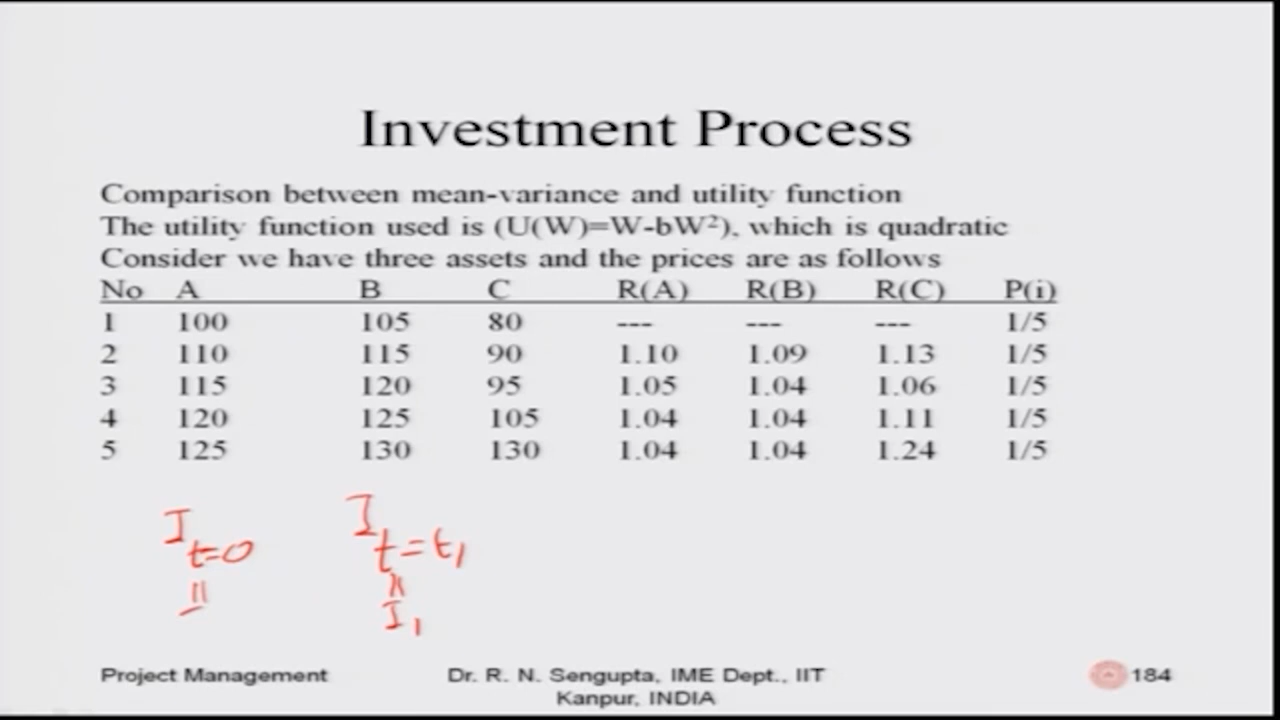 Investment Process
Comparison between mean-variance and utility function
The utility function used is (U(W)=W-bW²), which is quadratic
Consider we have three assets and the prices are as follows
No A B C R(A) R(B) R(C) P(i)
1 100 105 80 --- --- --- 1/5
2 110 115 90 1.10 1.09 1.13 1/5
3 115 120 95 1.05 1.04 1.06 1/5
4 120 125 105 1.04 1.04 1.11 1/5
5 125 130 130 1.04 1.04 1.24 1/5
I t=0 I t=t1
= =
I1
Project Management Dr. R. N. Sengupta, IME Dept., IIT 184
Kanpur, INDIA